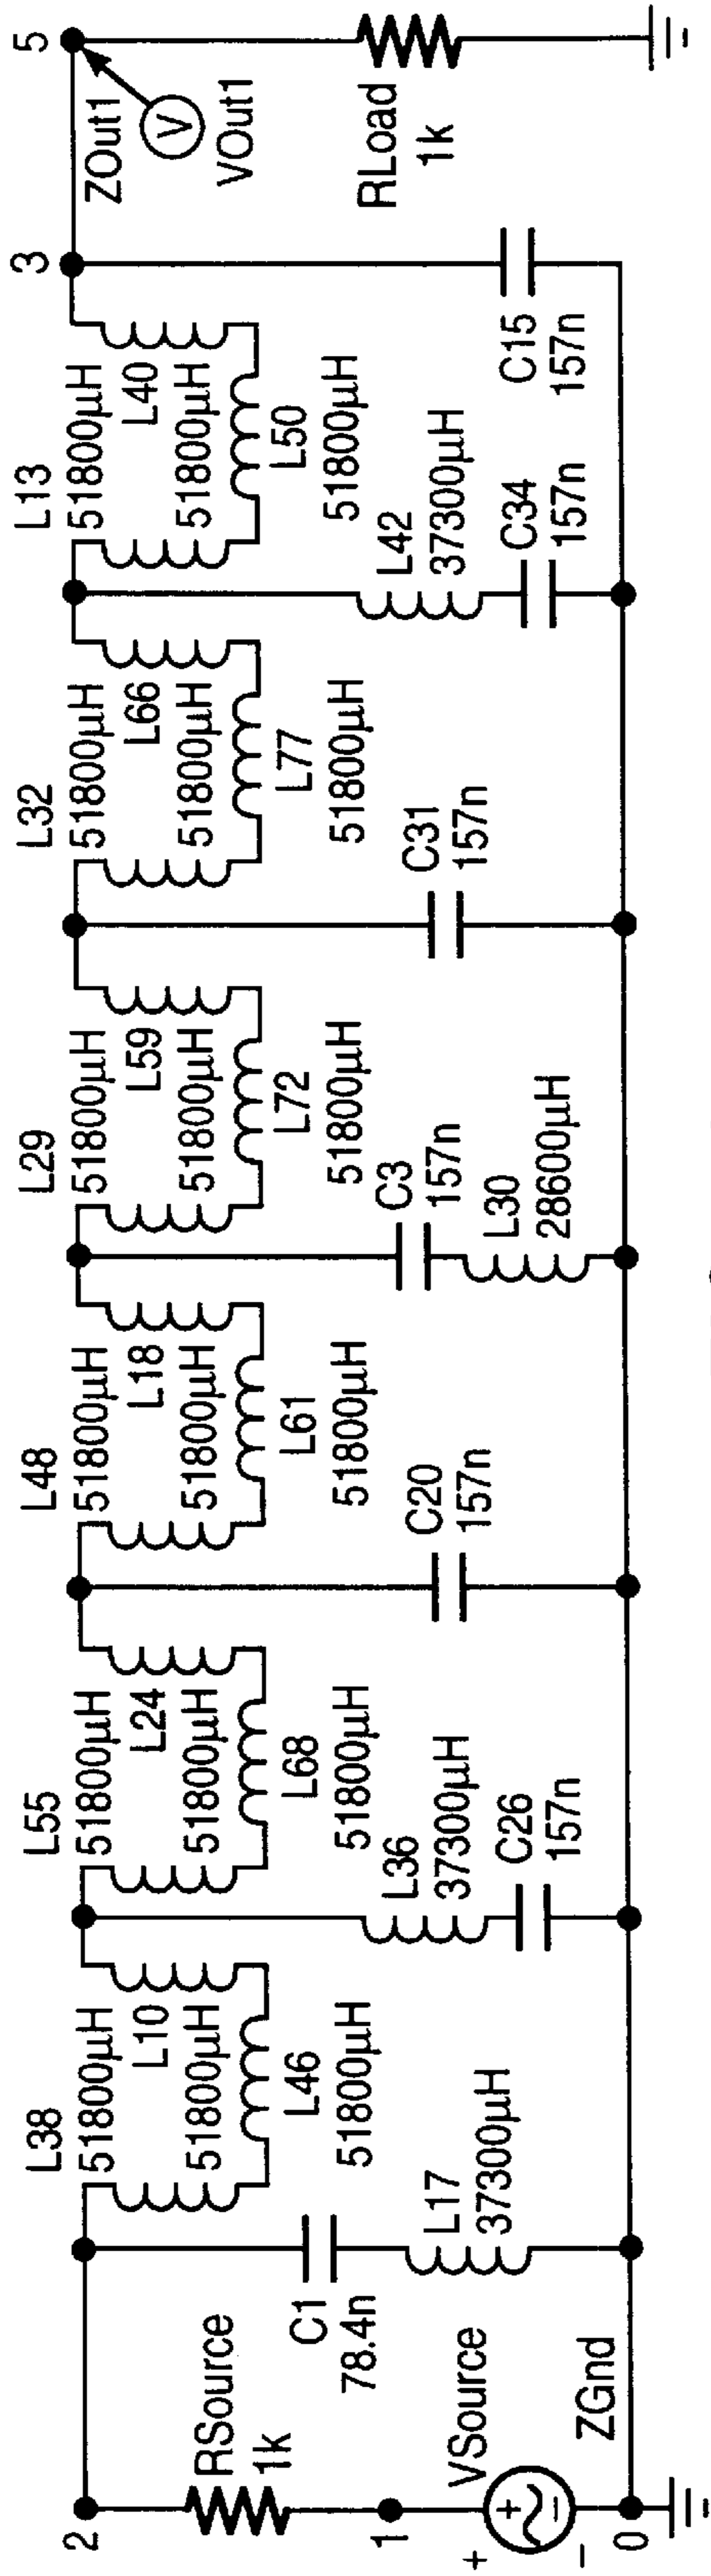 2
RSource
1k
1
+
VSource
+
−
−
0
ZGnd
C1
78.4n
L17
37300μH
L38
51800μH
L10
51800μH
L46
51800μH
L36
37300μH
C26
157n
L55
51800μH
L24
51800μH
L68
51800μH
C20
157n
L48
51800μH
L18
51800μH
L61
51800μH
C3
157n
L30
28600μH
L29
51800μH
L59
51800μH
L72
51800μH
C31
157n
L32
51800μH
L66
51800μH
L77
51800μH
L42
37300μH
C34
157n
L13
51800μH
L40
51800μH
L50
51800μH
C15
157n
3
5
ZOut1
V
VOut1
RLoad
1k